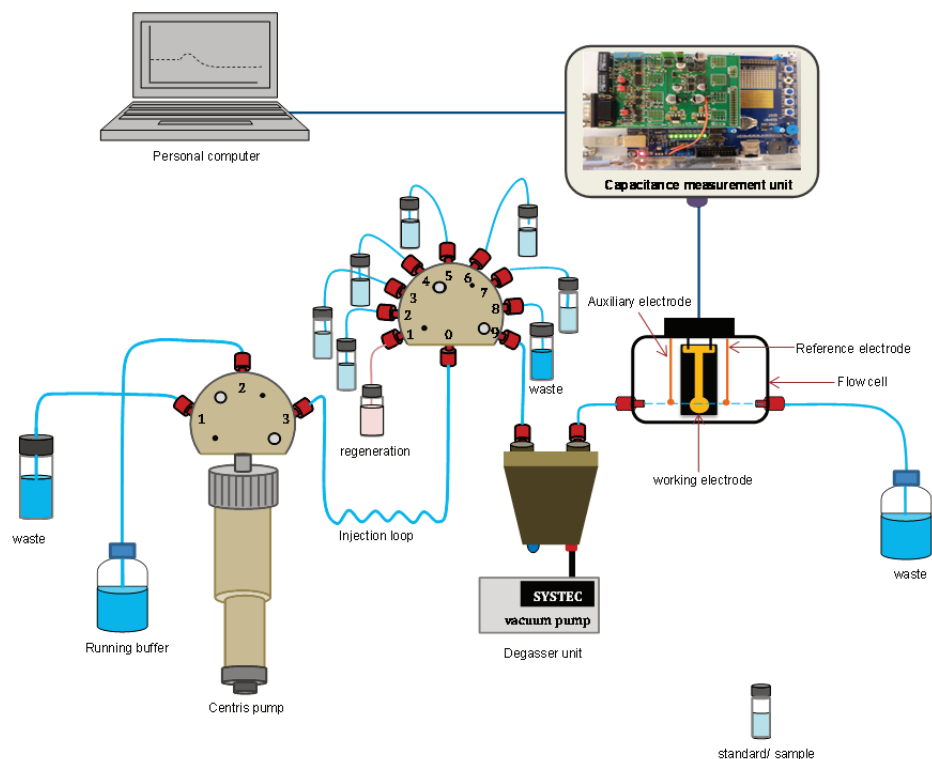 Personal computer
Capacitance measurement unit
4
5
6
3
7
2
8
1
0
9
Auxiliary electrode
Reference electrode
Flow cell
working electrode
waste
regeneration
2
1
3
Injection loop
waste
waste
Running buffer
SYSTEC
vacuum pump
Degasser unit
Centris pump
standard/ sample